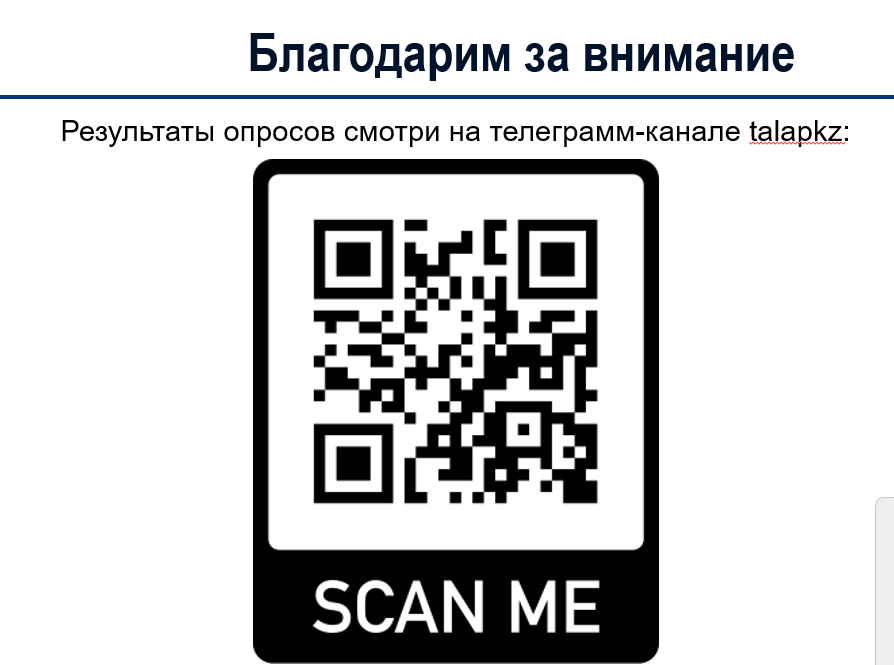 Благодарим за внимание
Результаты опросов смотри на телеграмм-канале talapkz:
SCAN ME